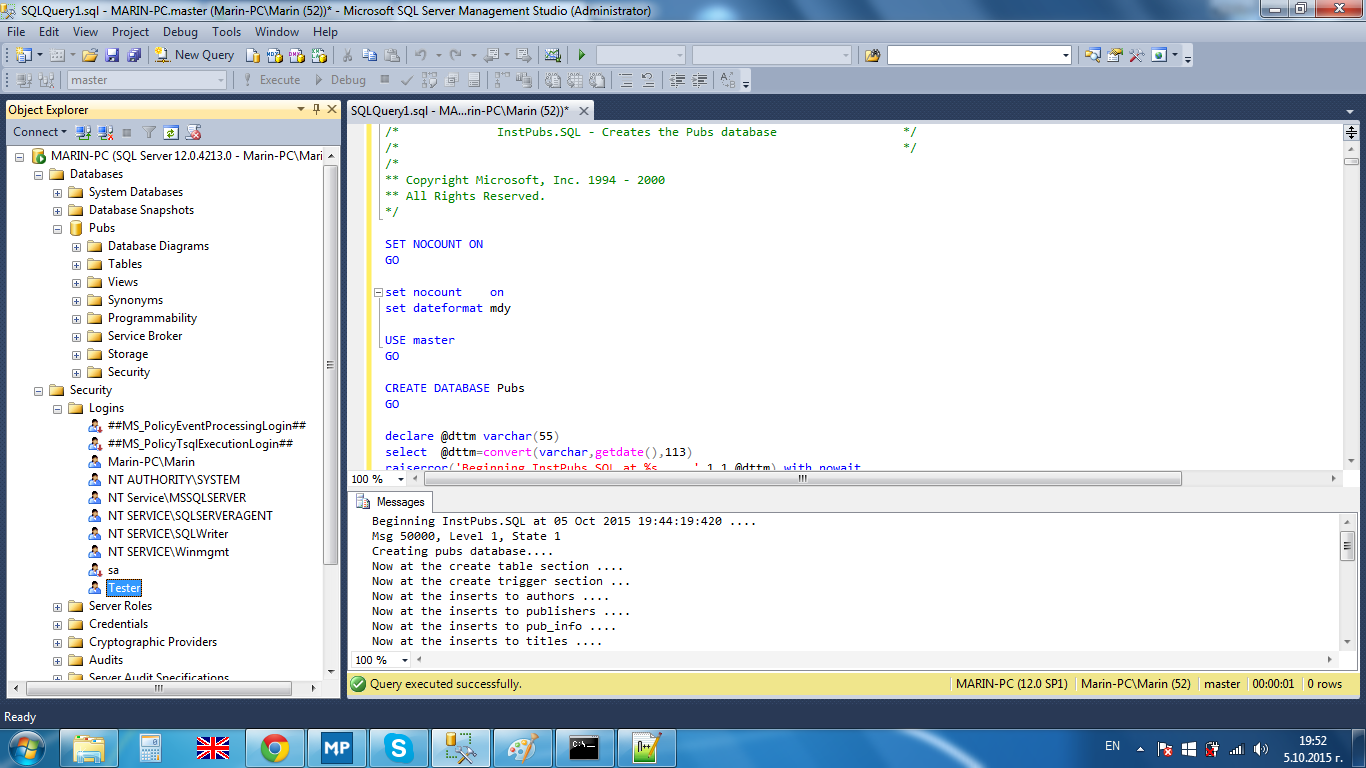 SQLQuery1.sql - MARIN-PC.master (Marin-PC\Marin (52))* - Microsoft SQL Server Management Studio (Administrator)
File Edit View Project Debug Tools Window Help
New Query
master Execute Debug
Object Explorer
Connect
MARIN-PC (SQL Server 12.0.4213.0 - Marin-PC\Mari
Databases
System Databases
Database Snapshots
Pubs
Database Diagrams
Tables
Views
Synonyms
Programmability
Service Broker
Storage
Security
Security
Logins
##MS_PolicyEventProcessingLogin##
##MS_PolicyTsqlExecutionLogin##
Marin-PC\Marin
NT AUTHORITY\SYSTEM
NT Service\MSSQLSERVER
NT SERVICE\SQLSERVERAGENT
NT SERVICE\SQLWriter
NT SERVICE\Winmgmt
sa
Tester
Server Roles
Credentials
Cryptographic Providers
Audits
Server Audit Specifications
SQLQuery1.sql - MA...rin-PC\Marin (52))*
/* InstPubs.SQL - Creates the Pubs database */
/* */
/*
** Copyright Microsoft, Inc. 1994 - 2000
** All Rights Reserved.
*/
SET NOCOUNT ON
GO
set nocount on
set dateformat mdy
USE master
GO
CREATE DATABASE Pubs
GO
declare @dttm varchar(55)
select @dttm=convert(varchar,getdate(),113)
raiserror('Beginning InstPubs.SQL at %s ....',1,1,@dttm) with nowait
100 %
Messages
Beginning InstPubs.SQL at 05 Oct 2015 19:44:19:420 ....
Msg 50000, Level 1, State 1
Creating pubs database....
Now at the create table section ....
Now at the create trigger section ...
Now at the inserts to authors ....
Now at the inserts to publishers ....
Now at the inserts to pub_info ....
Now at the inserts to titles ....
100 %
Query executed successfully. MARIN-PC (12.0 SP1) Marin-PC\Marin (52) master 00:00:01 0 rows
Ready
MP
C:\_
EN
19:52
5.10.2015 г.